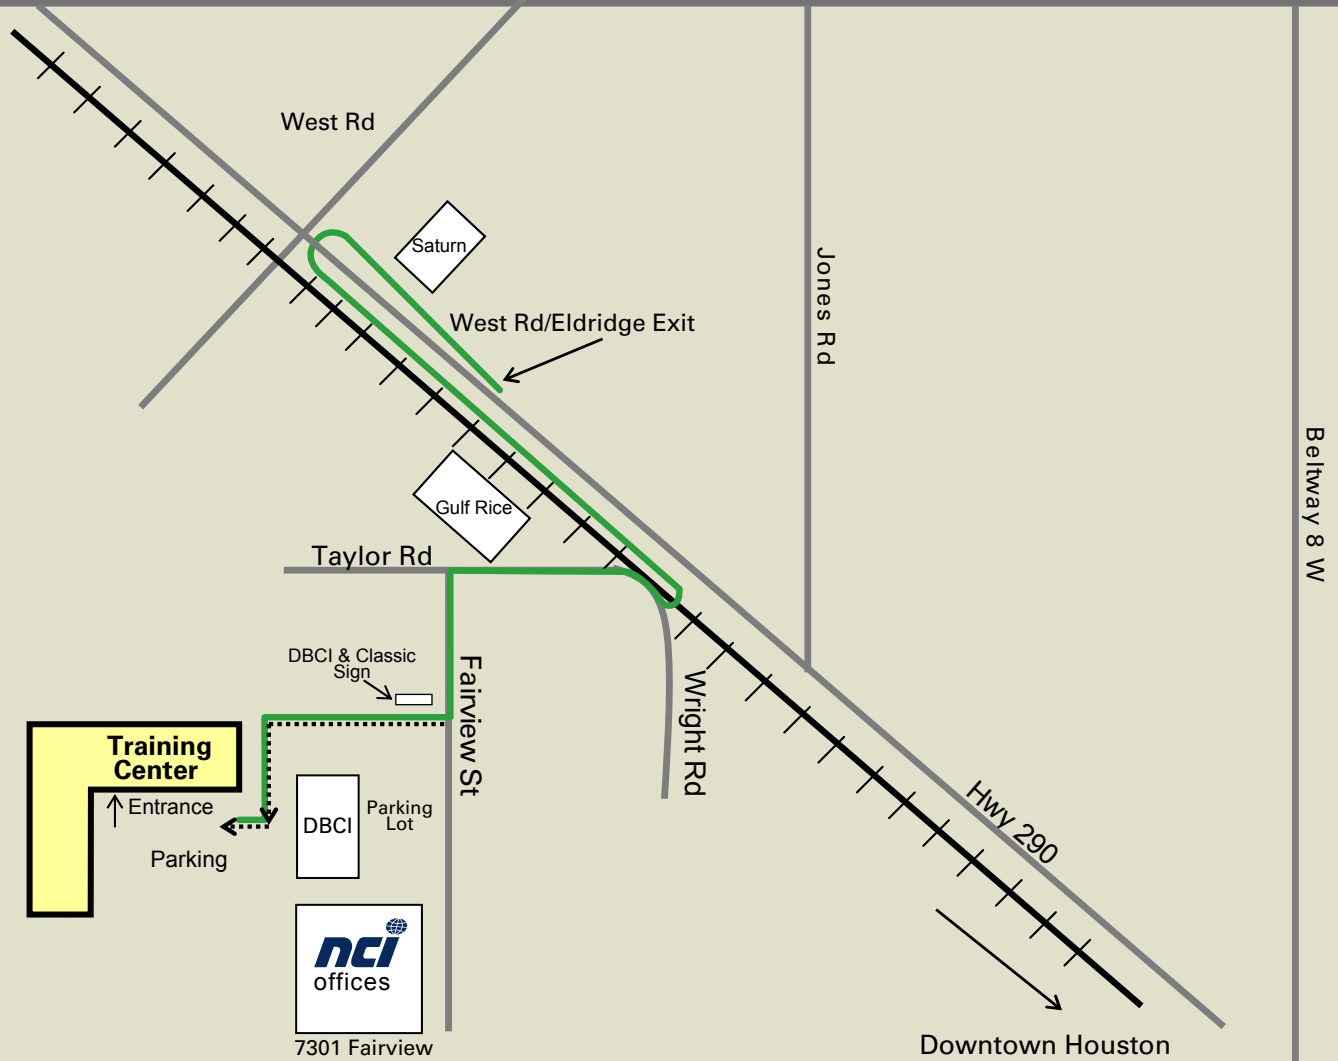 West Rd
Saturn
West Rd/Eldridge Exit
Jones Rd
Beltway 8 W
Gulf Rice
Taylor Rd
DBCI & Classic
Sign
Fairview St
Wright Rd
Training
Center
Entrance
Parking
DBCI
Parking
Lot
Hwy 290
nci
offices
7301 Fairview
Downtown Houston